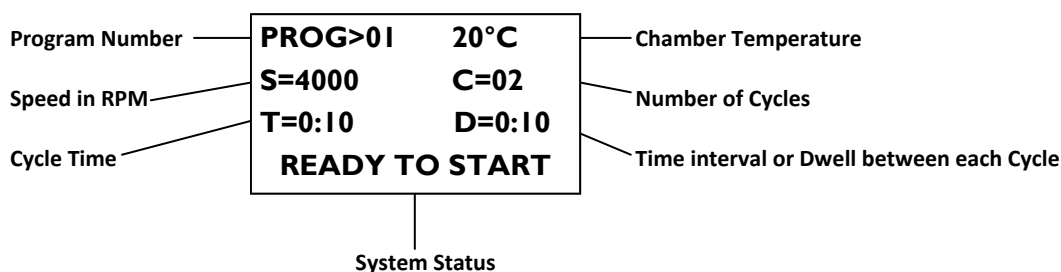 Program Number
Speed in RPM
Cycle Time
PROG>01 20°C
S=4000 C=02
T=0:10 D=0:10
READY TO START
Chamber Temperature
Number of Cycles
Time interval or Dwell between each Cycle
System Status